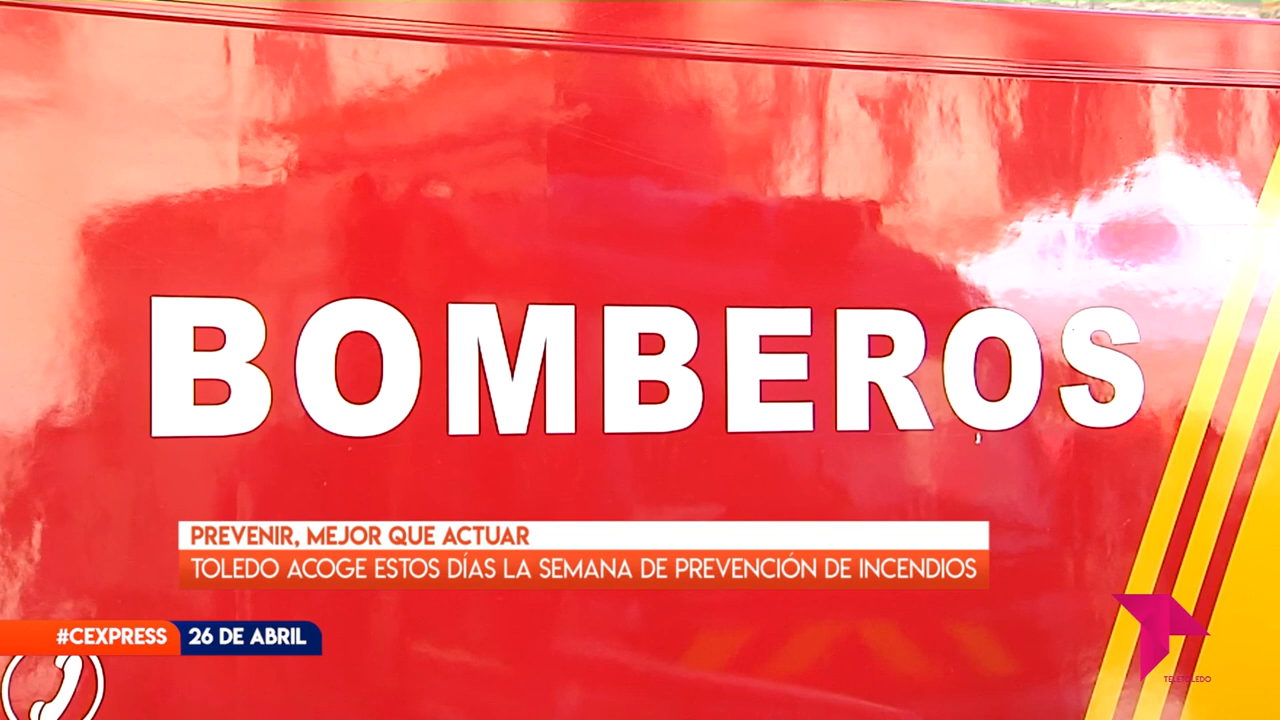 BOMBEROS
PREVENIR, MEJOR QUE ACTUAR
TOLEDO ACOGE ESTOS DÍAS LA SEMANA DE PREVENCIÓN DE INCENDIOS
#CEXPRESS 26 DE ABRIL
TELETOLEDO